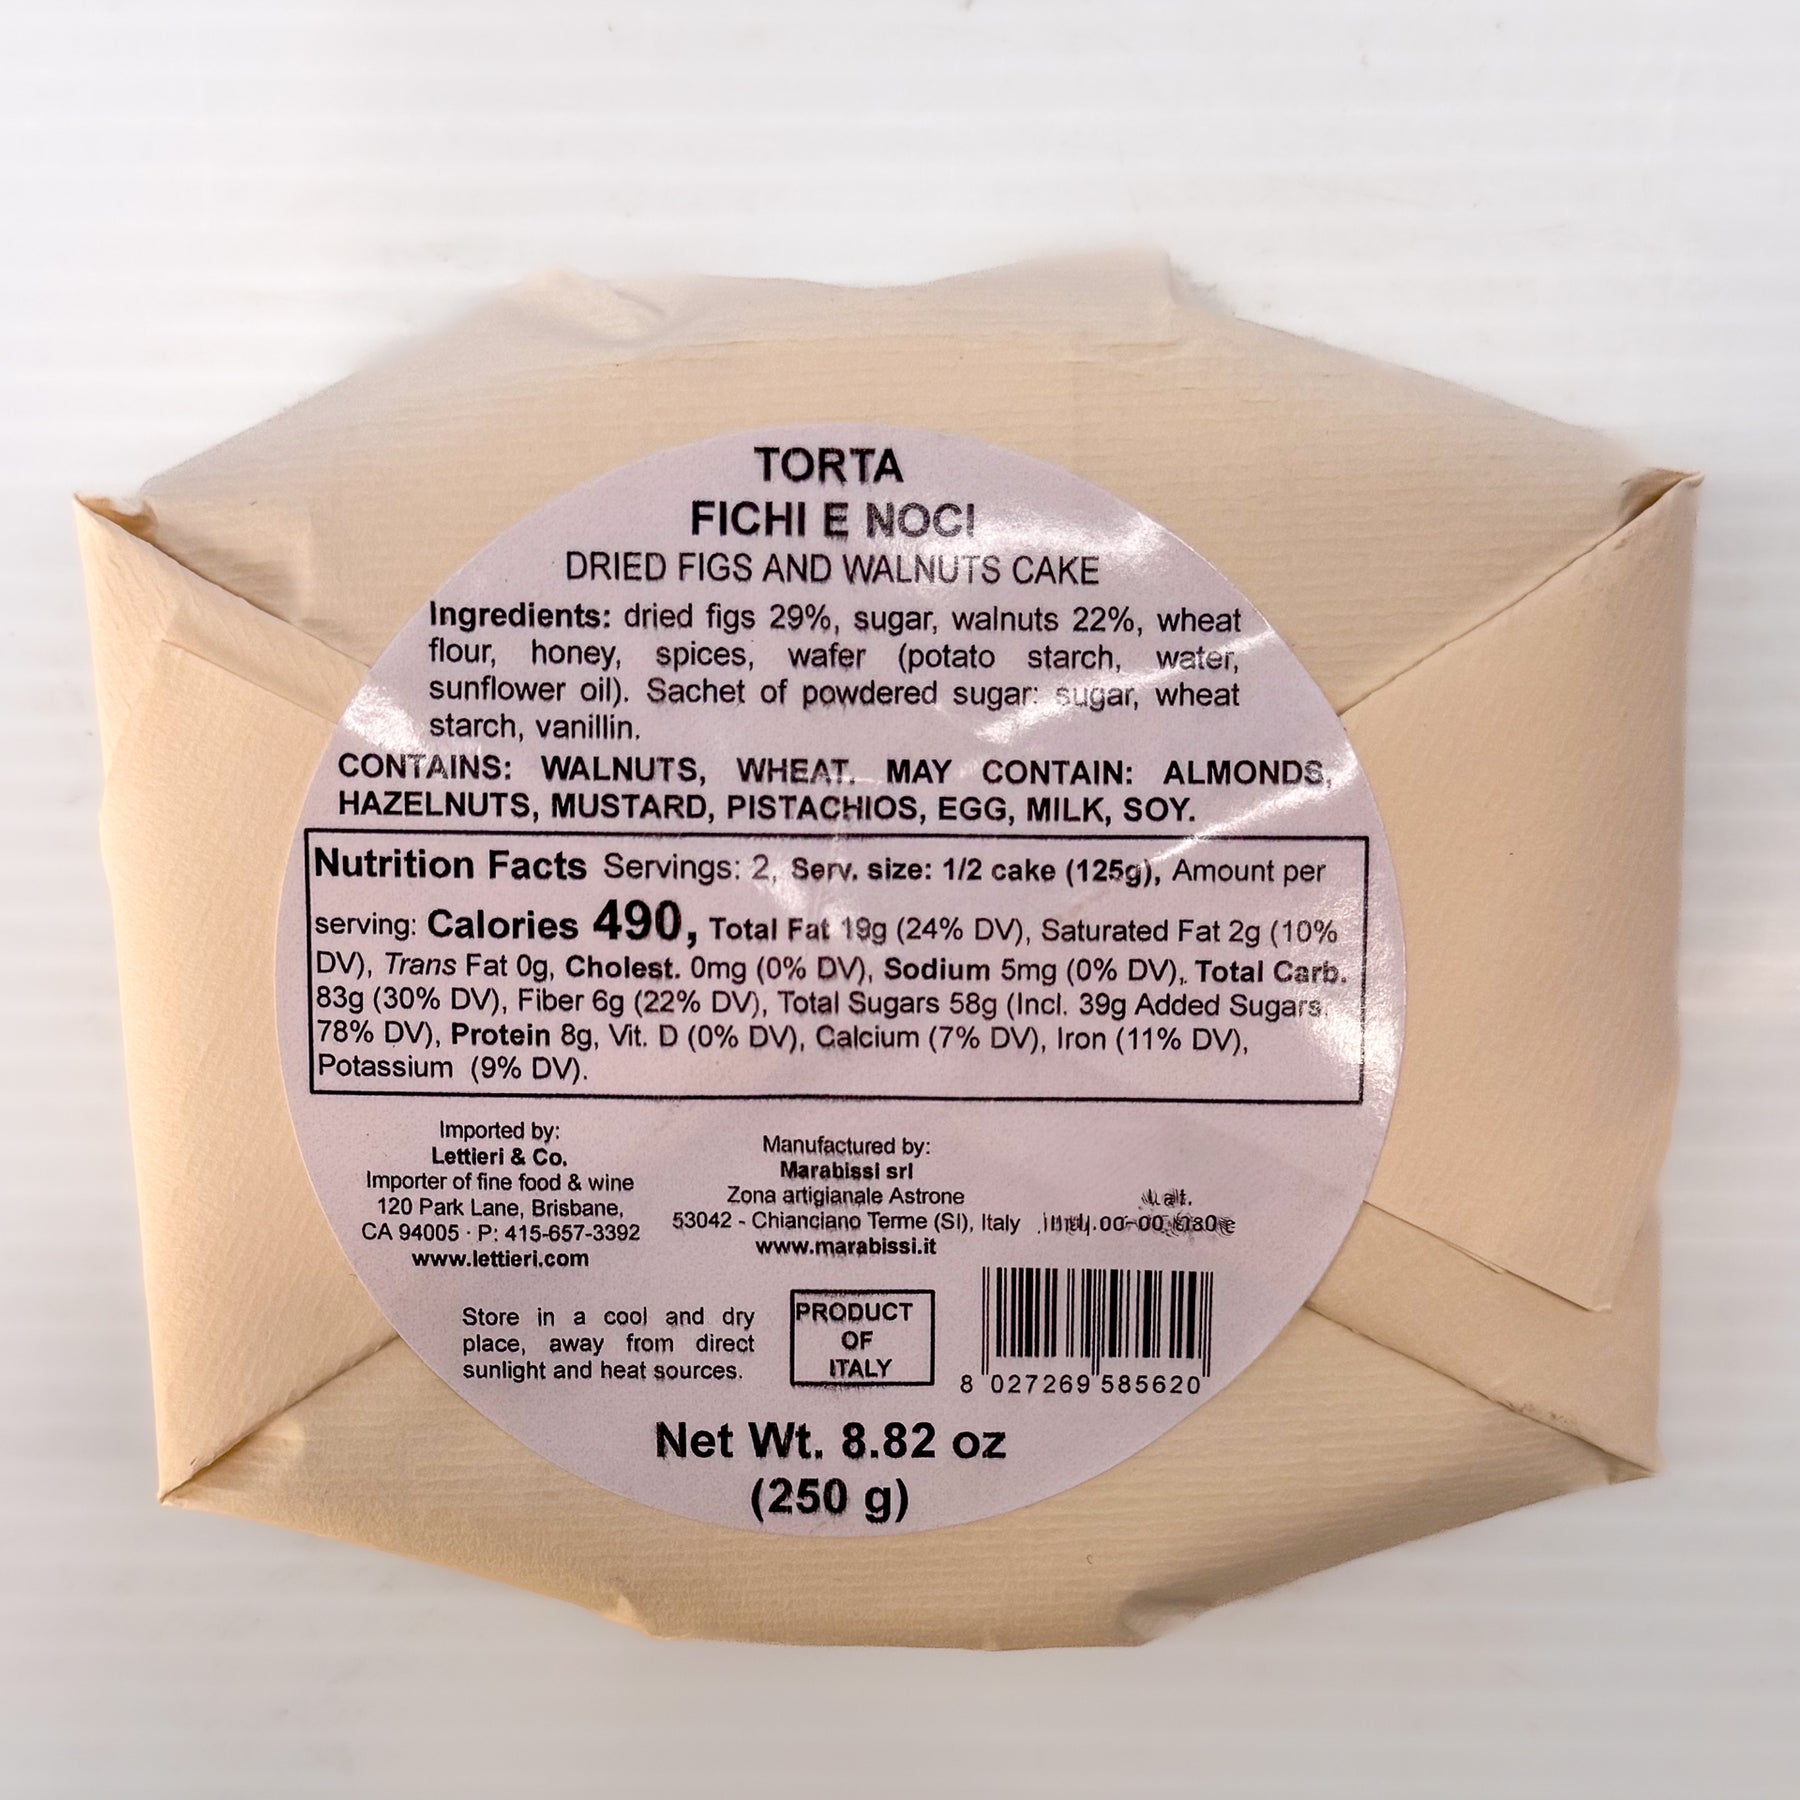 TORTA
FICHI E NOCI
DRIED FIGS AND WALNUTS CAKE
Ingredients: dried figs 29%, sugar, walnuts 22%, wheat
flour, honey, spices, wafer (potato starch, water,
sunflower oil). Sachet of powdered sugar: sugar, wheat
starch, vanillin.
CONTAINS: WALNUTS, WHEAT. MAY CONTAIN: ALMONDS,
HAZELNUTS, MUSTARD, PISTACHIOS, EGG, MILK, SOY.
Nutrition Facts Servings: 2, Serv. size: 1/2 cake (125g), Amount per
serving: Calories 490, Total Fat 19g (24% DV), Saturated Fat 2g (10%
DV), Trans Fat 0g, Cholest. 0mg (0% DV), Sodium 5mg (0% DV), Total Carb.
83g (30% DV), Fiber 6g (22% DV), Total Sugars 58g (Incl. 39g Added Sugars,
78% DV), Protein 8g, Vit. D (0% DV), Calcium (7% DV), Iron (11% DV),
Potassium (9% DV).
Imported by:
Lettieri & Co.
Importer of fine food & wine
120 Park Lane, Brisbane,
CA 94005 · P: 415-657-3392
www.lettieri.com
Manufactured by:
Marabissi srl
Zona artigianale Astrone
53042 - Chianciano Terme (SI), Italy
www.marabissi.it
Store in a cool and dry
place, away from direct
sunlight and heat sources.
PRODUCT
OF
ITALY
8 027269 585620
Net Wt. 8.82 oz
(250 g)